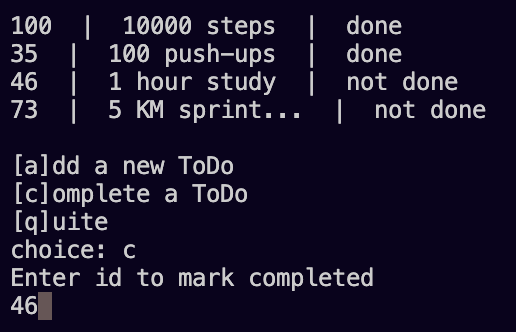 100  |  10000 steps  |  done
35  |  100 push-ups  |  done
46  |  1 hour study  |  not done
73  |  5 KM sprint...  |  not done
[a]dd a new ToDo
[c]omplete a ToDo
[q]uite
choice: c
Enter id to mark completed
46